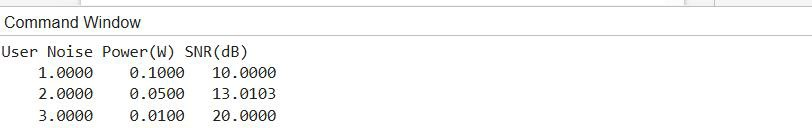 Command Window
User Noise Power(W) SNR(dB)
1.0000 0.1000 10.0000
2.0000 0.0500 13.0103
3.0000 0.0100 20.0000